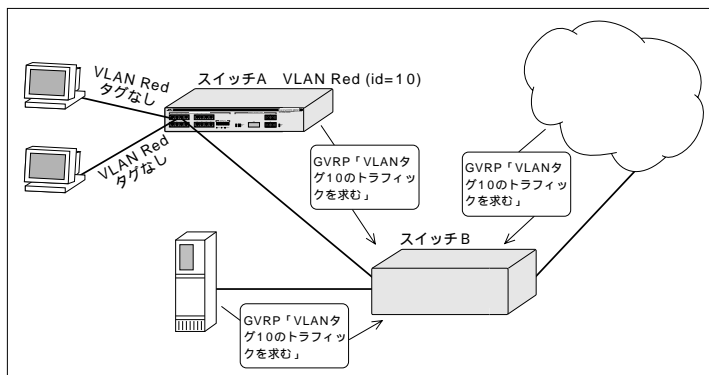 VLAN Red
タグなし
スイッチA VLAN Red (id=10)
VLAN Red
タグなし
GVRP「VLANタ
グ10のトラフィッ
クを求む」
GVRP「VLANタ
グ10のトラフィッ
クを求む」
スイッチB
GVRP「VLANタ
グ10のトラフィック
を求む」